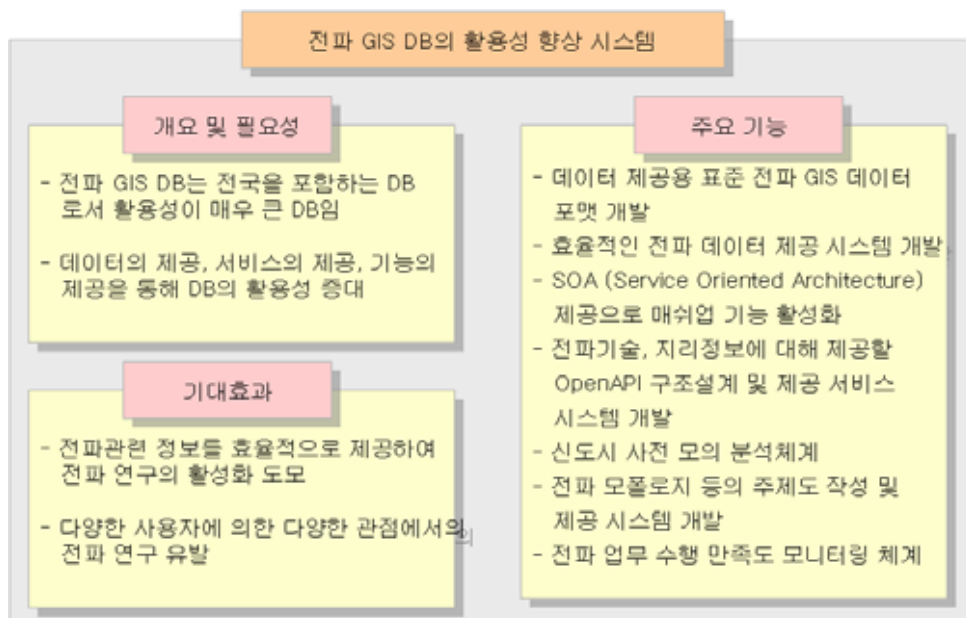 전파 GIS DB의 활용성 향상 시스템
개요 및 필요성
- 전파 GIS DB는 전국을 포함하는 DB
로서 활용성이 매우 큰 DB임
- 데이터의 제공, 서비스의 제공, 기능의
제공을 통해 DB의 활용성 증대
기대효과
- 전파관련 정보를 효율적으로 제공하여
전파 연구의 활성화 도모
- 다양한 사용자에 의한 다양한 관점에서의
전파 연구 유발
주요 기능
- 데이터 제공용 표준 전파 GIS 데이터
포맷 개발
- 효율적인 전파 데이터 제공 시스템 개발
- SOA (Service Oriented Architecture)
제공으로 매쉬업 기능 활성화
- 전파기술, 지리정보에 대해 제공할
OpenAPI 구조설계 및 제공 서비스
시스템 개발
- 신도시 사전 모의 분석체계
- 전파 모폴로지 등의 주제도 작성 및
제공 시스템 개발
- 전파 업무 수행 만족도 모니터링 체계